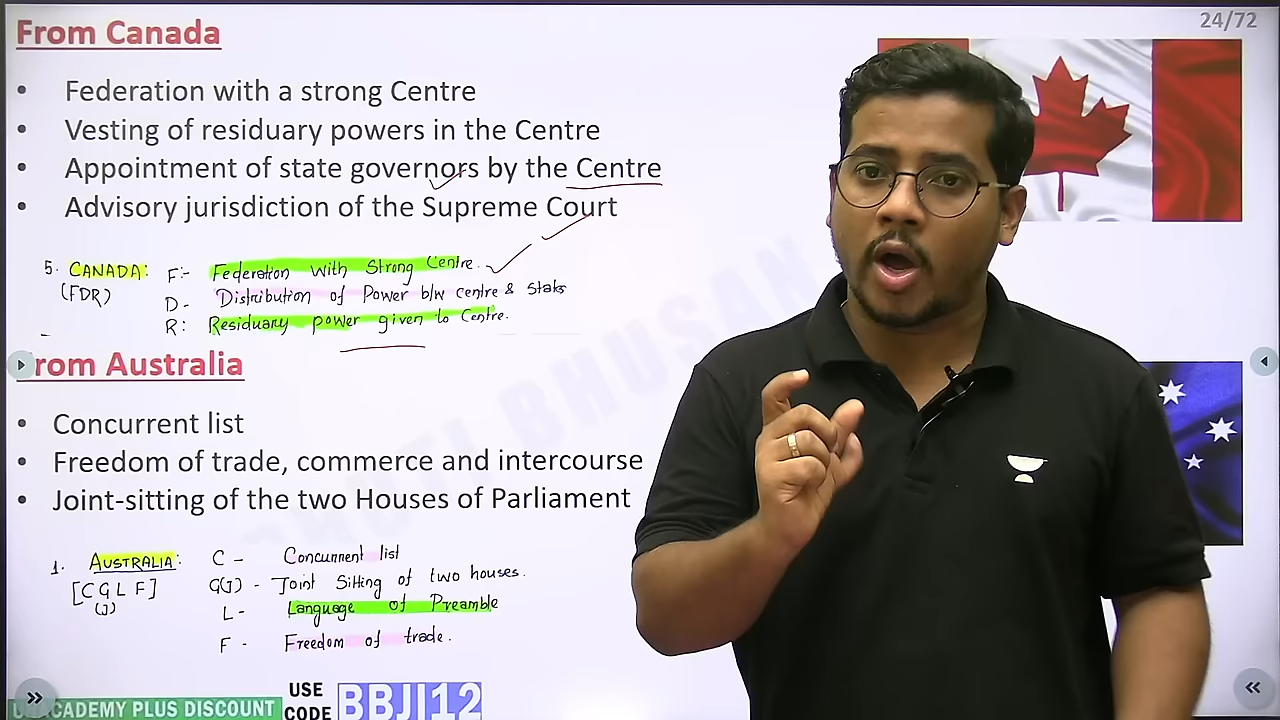 24/72
From Canada
• Federation with a strong Centre
• Vesting of residuary powers in the Centre
• Appointment of state governors by the Centre
• Advisory jurisdiction of the Supreme Court
5. CANADA: F:- Federation with Strong Centre.
(FDR) D- Distribution of Power b/w centre & States
R: Residuary power given to Centre.
rom Australia
• Concurrent list
• Freedom of trade, commerce and intercourse
• Joint-sitting of the two Houses of Parliament
1. AUSTRALIA: C - Concurrent list
[CGLF] G(J) - Joint Sitting of two houses.
(J) L- Language of Preamble
F - Freedom of trade.
ACADEMY PLUS DISCOUNT
USE
CODE
BBJI12
BHUSAN